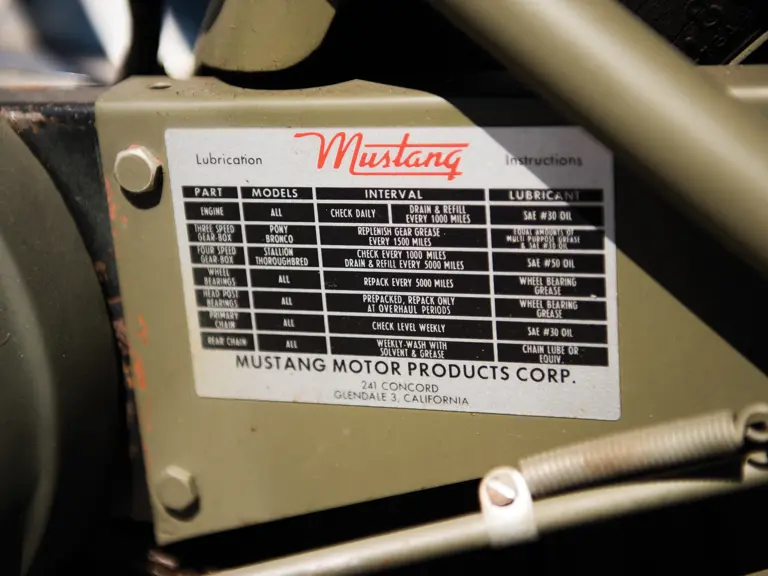 Lubrication Mustang Instructions
PART MODELS INTERVAL LUBRICANT
ENGINE ALL CHECK DAILY DRAIN & REFILL EVERY 1000 MILES SAE #30 OIL
THREE SPEED GEAR-BOX PONY BRONCO REPLENISH GEAR GREASE EVERY 1500 MILES EQUAL AMOUNTS OF MULTI PURPOSE GREASE & SAE #30 OIL
FOUR SPEED GEAR-BOX STALLION THOROUGHBRED CHECK EVERY 1000 MILES DRAIN & REFILL EVERY 5000 MILES SAE #50 OIL
WHEEL BEARINGS ALL REPACK EVERY 5000 MILES WHEEL BEARING GREASE
HEAD POST BEARINGS ALL PREPACKED, REPACK ONLY AT OVERHAUL PERIODS WHEEL BEARING GREASE
PRIMARY CHAIN ALL CHECK LEVEL WEEKLY SAE #30 OIL
REAR CHAIN ALL WEEKLY-WASH WITH SOLVENT & GREASE CHAIN LUBE OR EQUIV.
MUSTANG MOTOR PRODUCTS CORP.
241 CONCORD
GLENDALE 3, CALIFORNIA